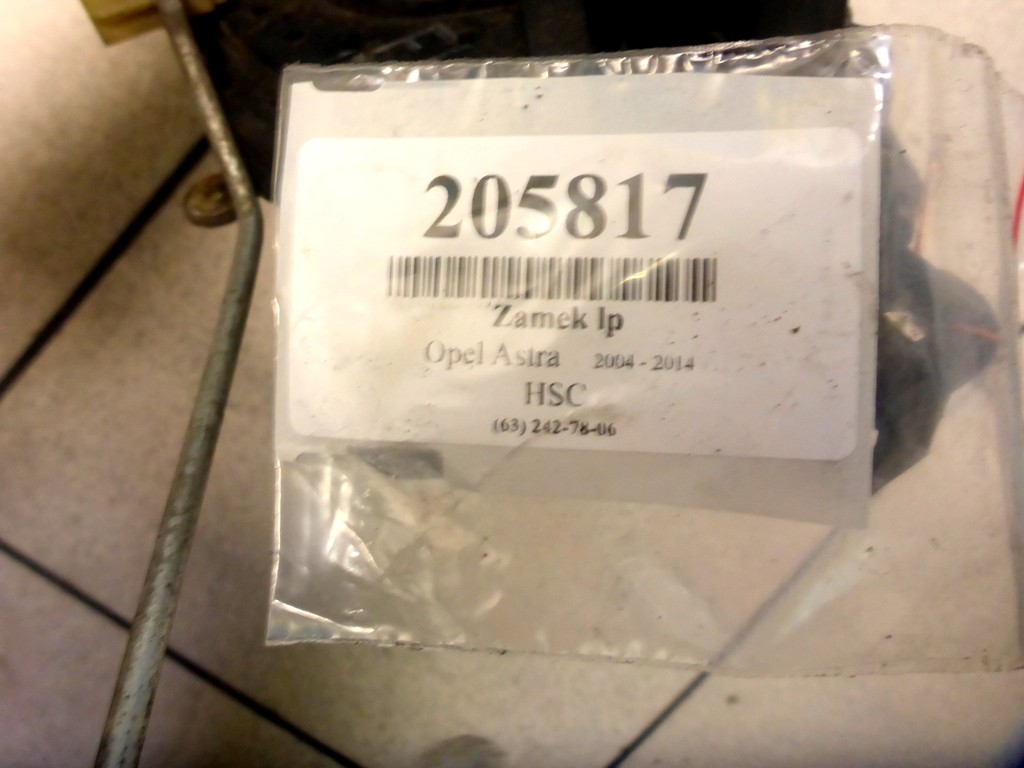 205817
Zamek lp
Opel Astra 2004 - 2014
HSC
(63) 242-78-06